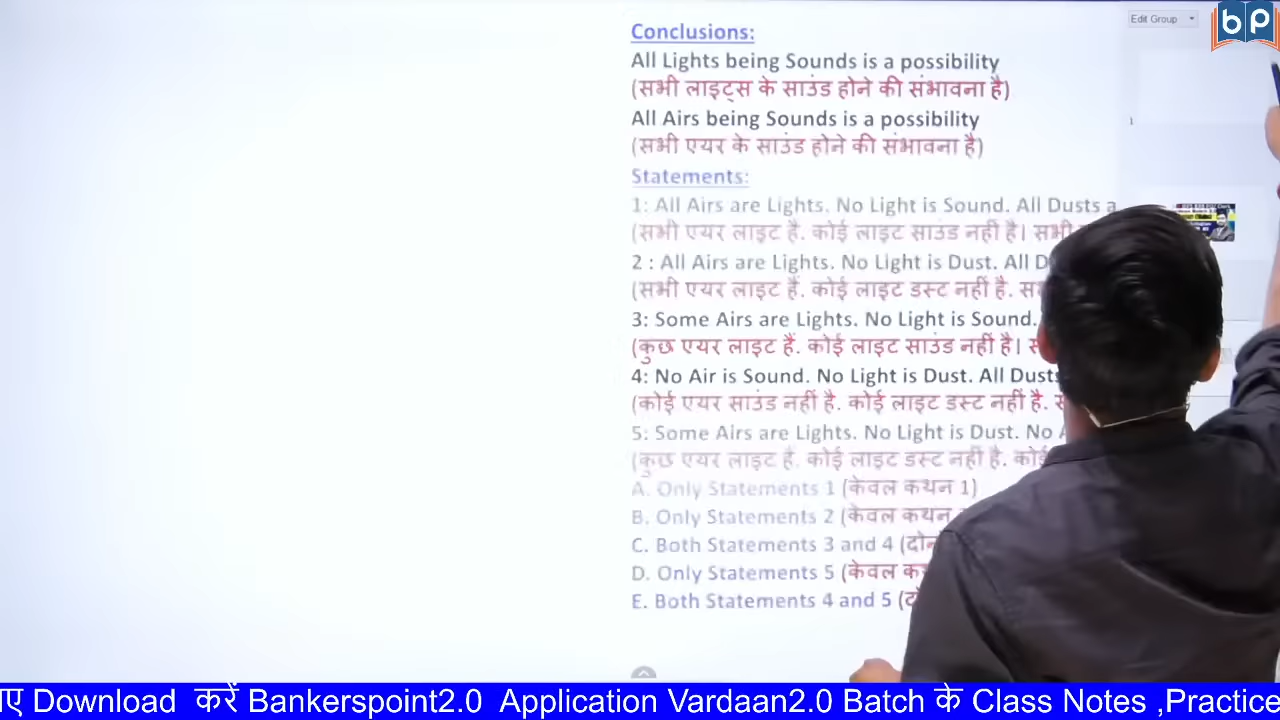 Edit Group
bp
Conclusions:
All Lights being Sounds is a possibility
(सभी लाइट्स के साउंड होने की संभावना है)
All Airs being Sounds is a possibility
(सभी एयर के साउंड होने की संभावना है)
Statements:
1: All Airs are Lights. No Light is Sound. All Dusts a
(सभी एयर लाइट है. कोई लाइट साउंड नहीं है। सभी
2 : All Airs are Lights. No Light is Dust. All D
(सभी एयर लाइट हैं. कोई लाइट डस्ट नहीं है.
3: Some Airs are Lights. No Light is Sound.
(कुछ एयर लाइट हैं. कोई लाइट साउंड नहीं है।
4: No Air is Sound. No Light is Dust. All Dusts
(कोई एयर साउंड नहीं है. कोई लाइट डस्ट नहीं है.
5: Some Airs are Lights. No Light is Dust. No
(कुछ एयर लाइट हैं. कोई लाइट डस्ट नहीं है. कोई
A. Only Statements 1 (केवल कथन 1)
B. Only Statements 2 (केवल कथन
C. Both Statements 3 and 4
D. Only Statements 5 (केवल
E. Both Statements 4 and 5
Download करें Bankerspoint2.0 Application Vardaan2.0 Batch के Class Notes ,Practice